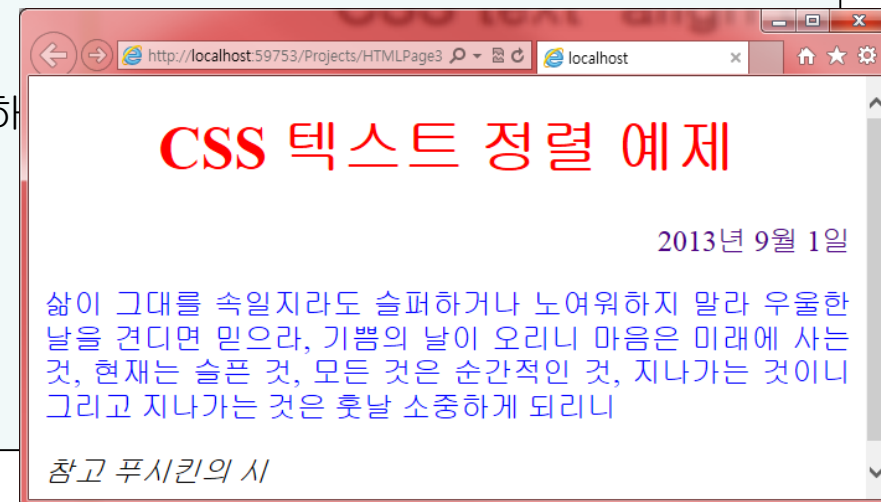 CSS text align
하
http://localhost:59753/Projects/HTMLPage3
localhost
CSS 텍스트 정렬 예제
2013년 9월 1일
삶이 그대를 속일지라도 슬퍼하거나 노여워하지 말라 우울한
날을 견디면 믿으라, 기쁨의 날이 오리니 마음은 미래에 사는
것, 현재는 슬픈 것, 모든 것은 순간적인 것, 지나가는 것이니
그리고 지나가는 것은 훗날 소중하게 되리니
참고 푸시킨의 시